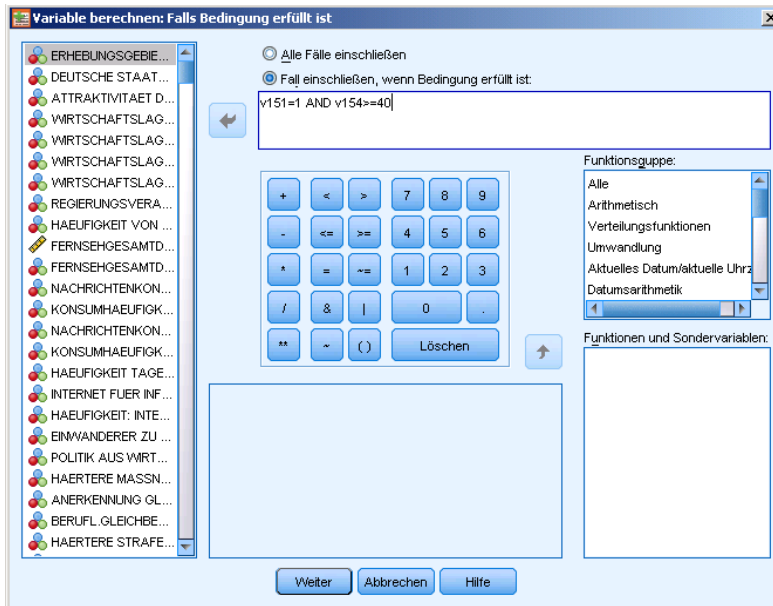 Variable berechnen: Falls Bedingung erfüllt ist
ERHEBUNGSGEBIE...
DEUTSCHE STAAT...
ATTRAKTIVITAET D...
WIRTSCHAFTSLAG...
WIRTSCHAFTSLAG...
WIRTSCHAFTSLAG...
WIRTSCHAFTSLAG...
REGIERUNGSVERA...
HAEUFIGKEIT VON ...
FERNSEHGESAMTD...
FERNSEHGESAMTD...
NACHRICHTENKON...
KONSUMHAEUFIGK...
NACHRICHTENKON...
KONSUMHAEUFIGK...
HAEUFIGKEIT TAGE...
INTERNET FUER INF...
HAEUFIGKEIT: INTE...
EINWANDERER ZU ...
POLITIK AUS WIRT...
HAERTERE MASSN...
ANERKENNUNG GL...
BERUFL.GLEICHBE...
HAERTERE STRAFE...
Alle Fälle einschließen
Fall einschließen, wenn Bedingung erfüllt ist:
v151=1 AND v154>=40
+ < > 7 8 9
- <= >= 4 5 6
* = ~= 1 2 3
/ & | 0 .
** ~ ( ) Löschen
Funktionsgruppe:
Alle
Arithmetisch
Verteilungsfunktionen
Umwandlung
Aktuelles Datum/aktuelle Uhrz
Datumsarithmetik
Funktionen und Sondervariablen:
Weiter Abbrechen Hilfe